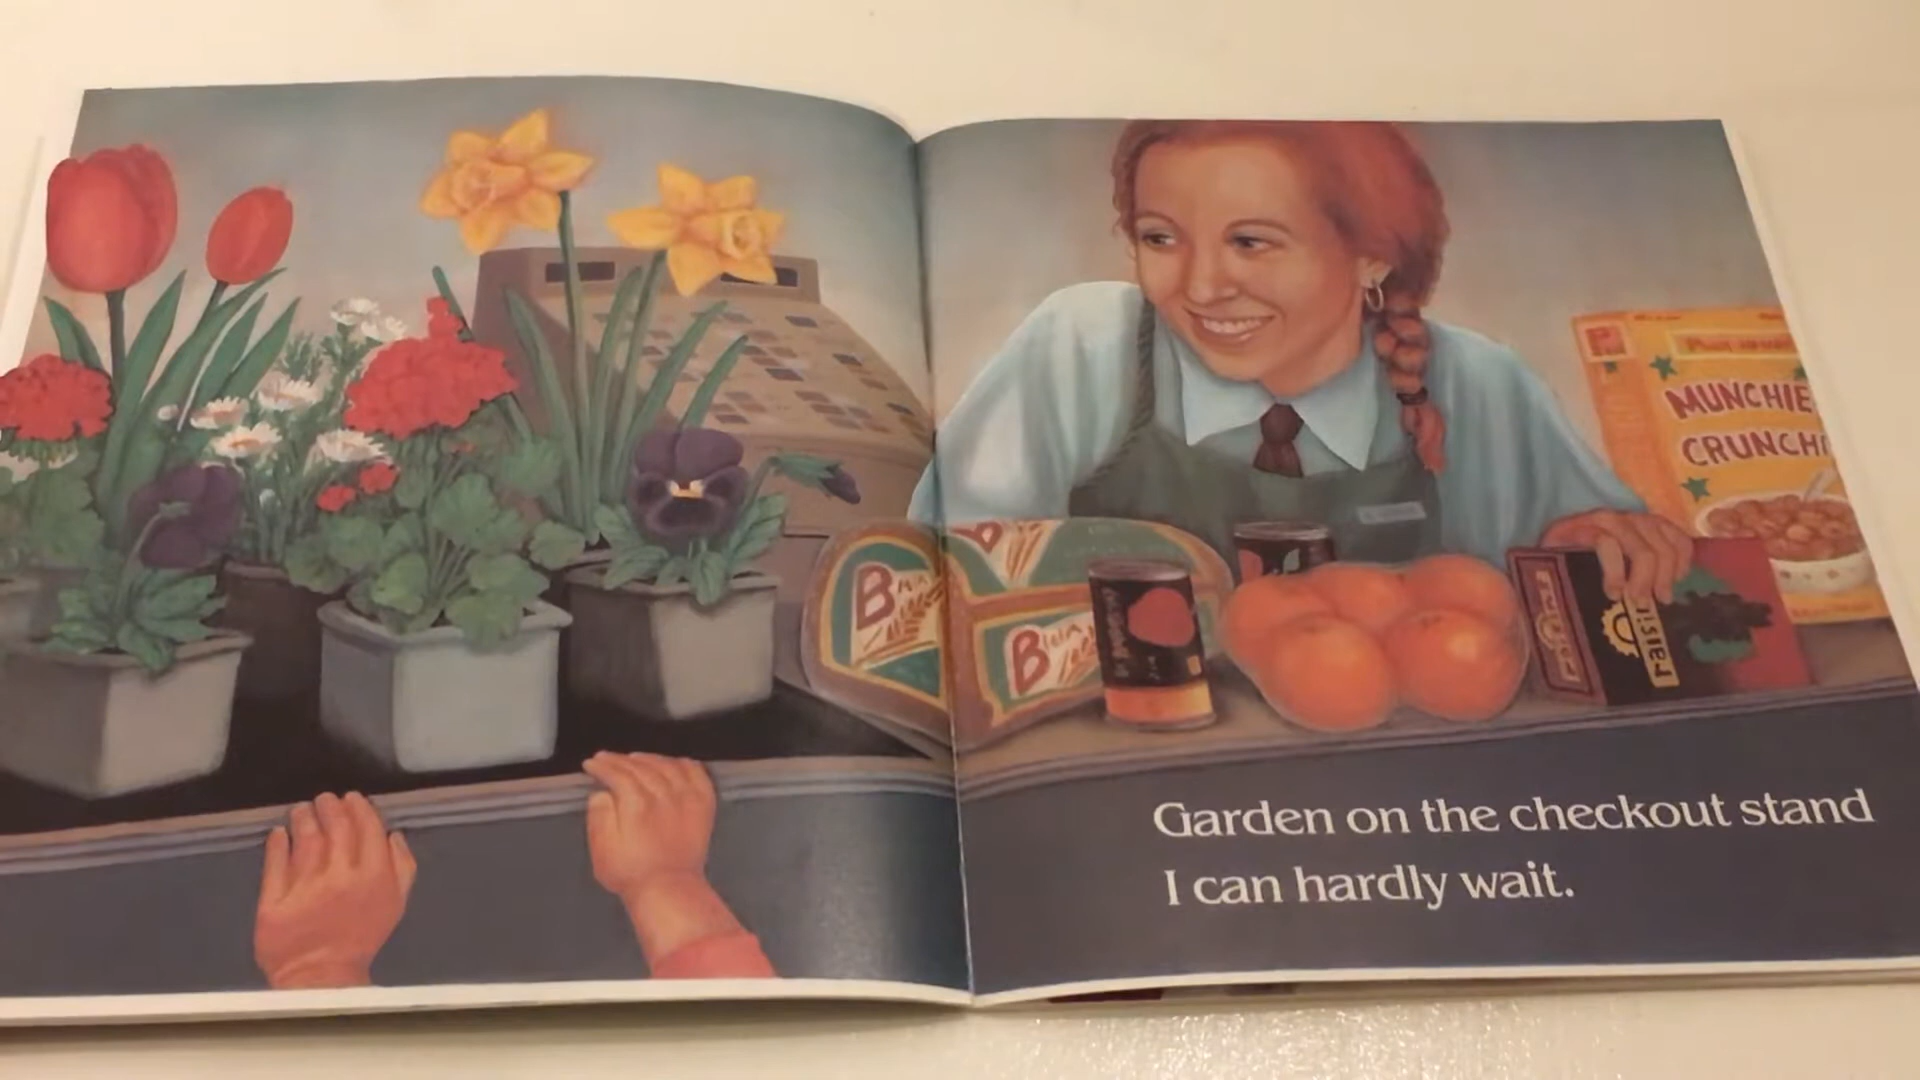 MUNCHIE
CRUNCH
raisin
Garden on the checkout stand
I can hardly wait.